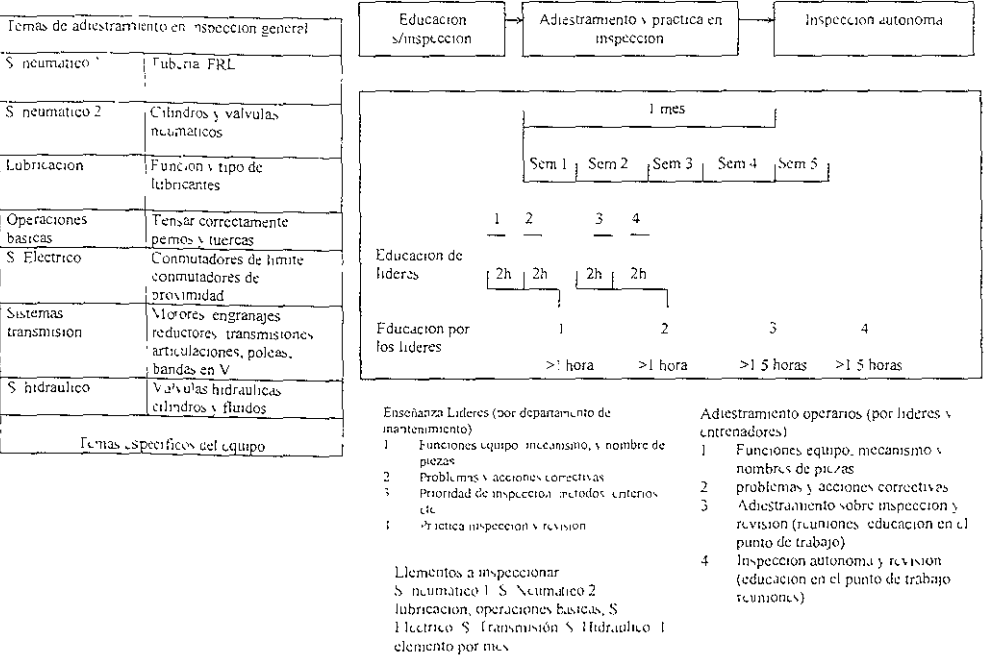 Temas de adiestramiento en inspeccion general
S neumatico
Tuberia FRL
S neumatico 2
Cilindros y valvulas
neumaticos
Lubricacion
Funcion y tipo de
lubricantes
Operaciones
basicas
Tensar correctamente
pernos y tuercas
S Electrico
Conmutadores de limite
conmutadores de
proximidad
Sistemas
transmision
Motores engranajes
reductores transmisiones
articulaciones, poleas,
bandas en V
S hidraulico
Valvulas hidraulicas
cilindros y fluidos
Temas especificos del equipo
Educacion
s/inspeccion
Adiestramiento y practica en
inspeccion
Inspeccion autonoma
1 mes
Sem 1 Sem 2 Sem 3 Sem 4 Sem 5
1 2 3 4
Educacion de
lideres
2h 2h 2h 2h
Educacion por
los lideres
1 2 3 4
>1 hora >1 hora >1 5 horas >1 5 horas
Enseñanza Lideres (por departamento de
mantenimiento)
1 Funciones equipo mecanismo, y nombre de
piezas
2 Problemas y acciones correctivas
3 Prioridad de inspeccion metodos criterios
etc
Practica inspeccion y revision
Elementos a inspeccionar
S neumatico 1 S Neumatico 2
lubricacion, operaciones basicas, S
Electrico S Transmisión S Hidraulico 1
elemento por mes
Adiestramiento operarios (por lideres y
entrenadores)
1 Funciones equipo, mecanismo y
nombres de piezas
2 problemas y acciones correctivas
3 Adiestramiento sobre inspeccion y
revision (reuniones educacion en el
punto de trabajo)
4 Inspeccion autonoma y revision
(educacion en el punto de trabajo
reuniones)